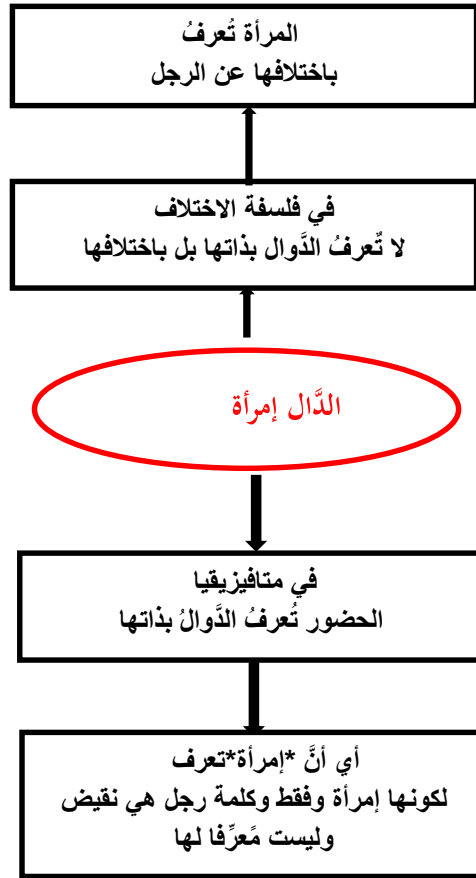 المرأة تُعرفُ
باختلافها عن الرجل
في فلسفة الاختلاف
لا تٌعرفُ الدَّوال بذاتها بل باختلافها
الدَّال إمرأة
في متافيزيقيا
الحضور تُعرفُ الدَّوالُ بذاتها
أي أنَّ *إمرأة*تعرف
لكونها إمرأة وفقط وكلمة رجل هي نقيض
وليست مًعرِّفا لها